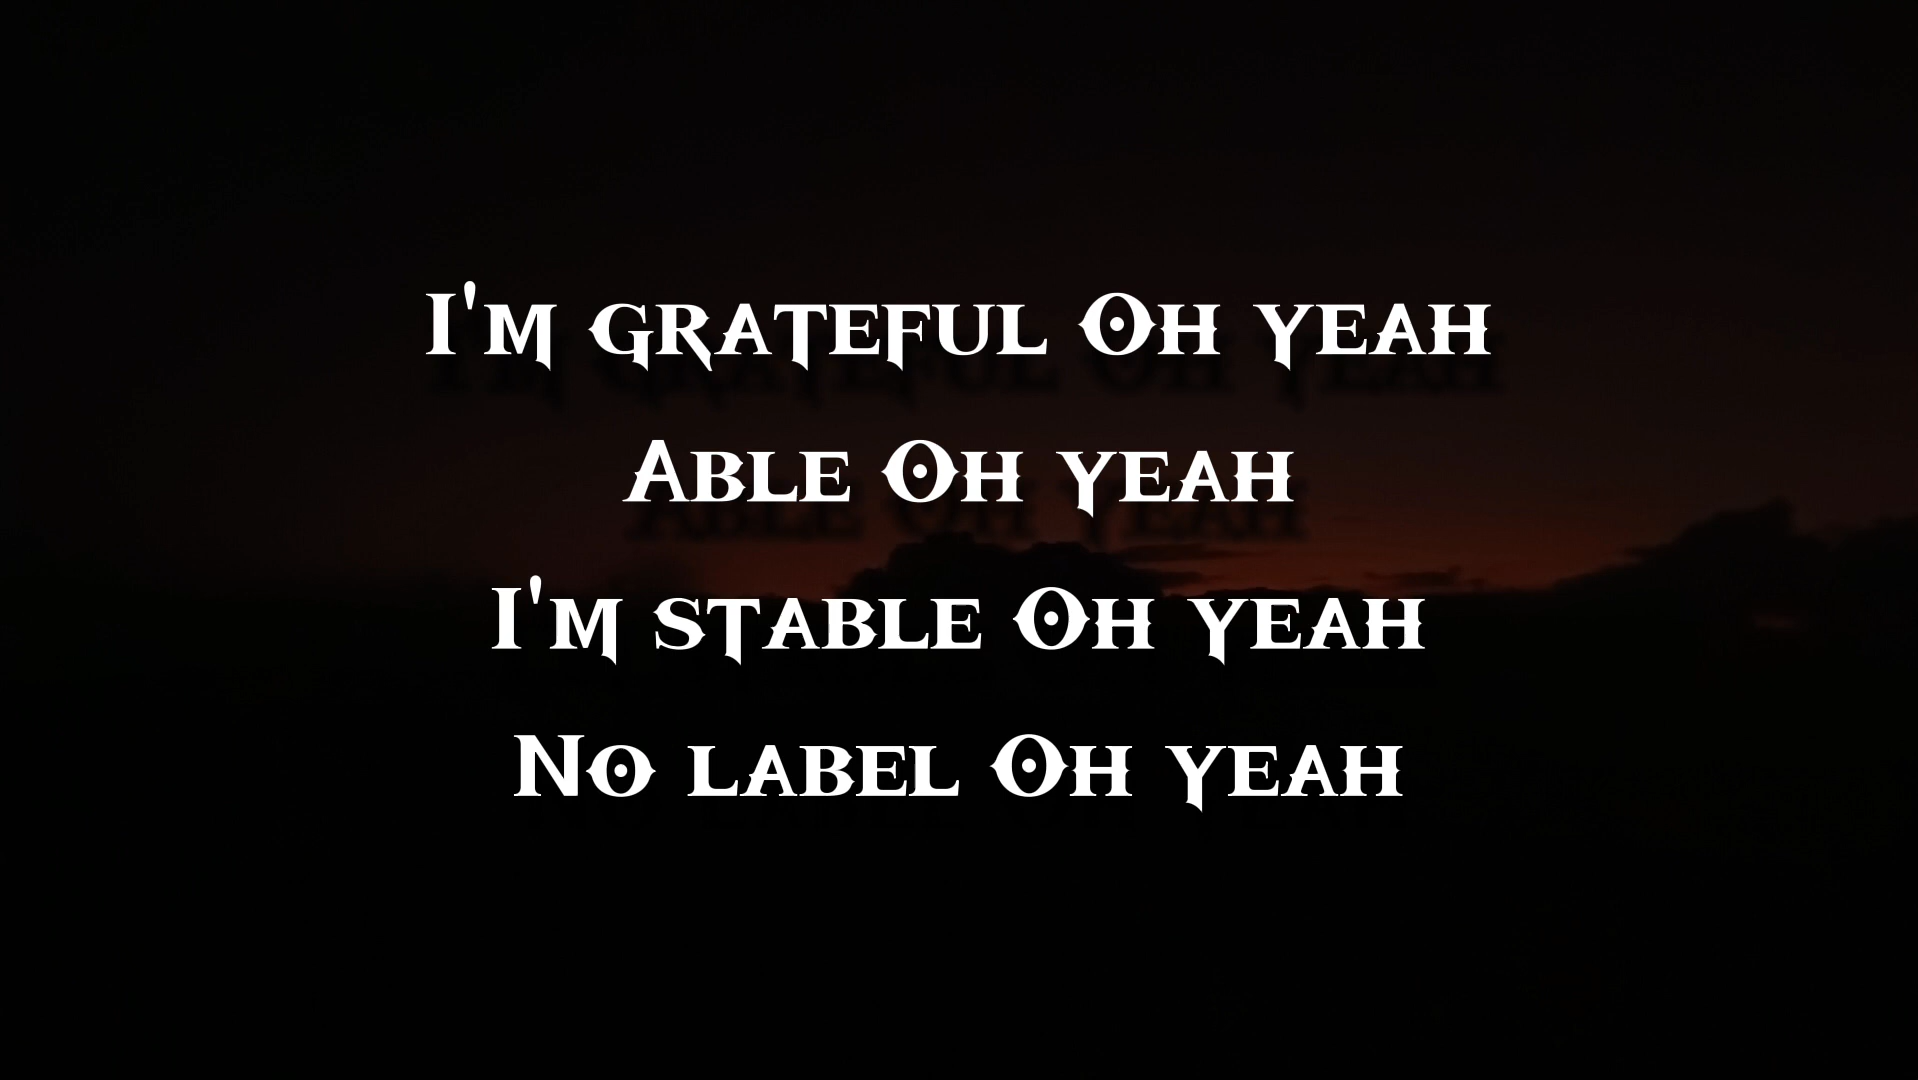 I'm grateful Oh yeah
Able Oh yeah
I'm stable Oh yeah
No label Oh yeah